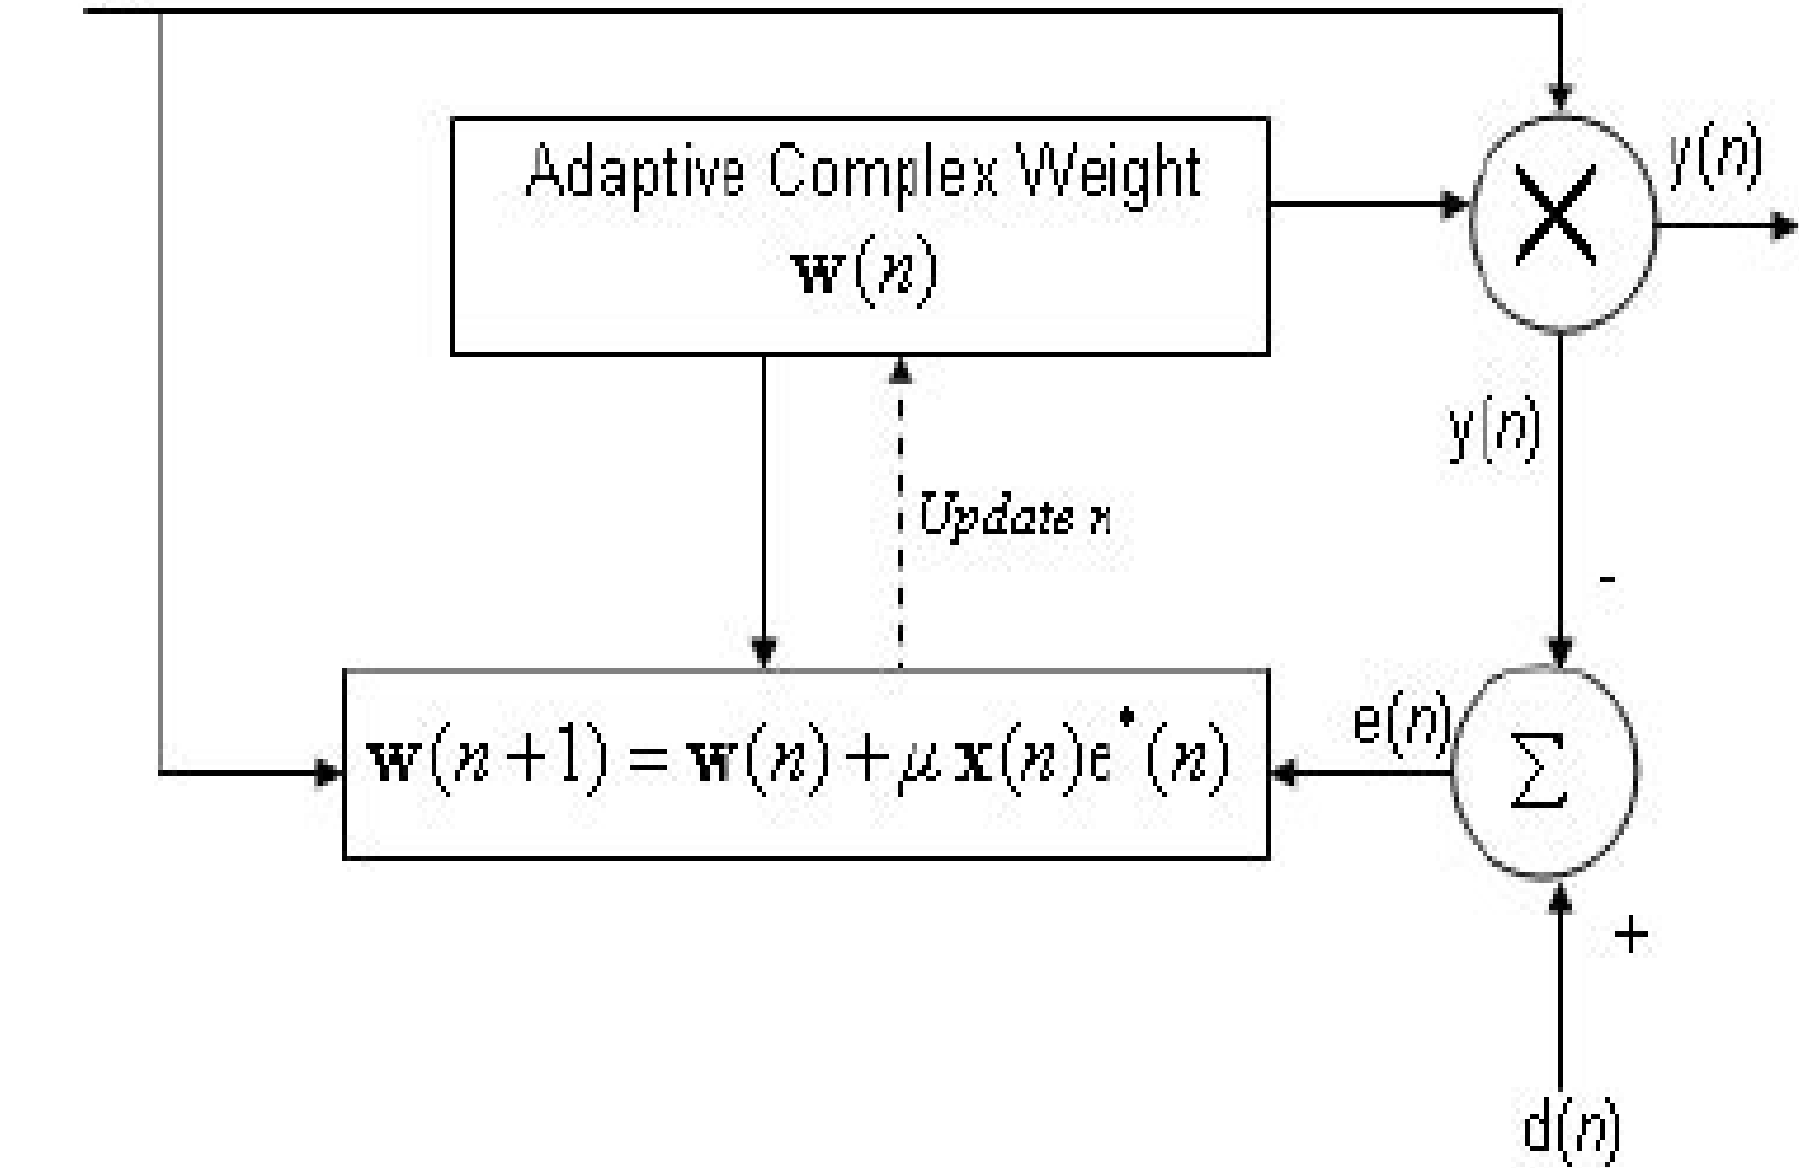 Adaptive Complex Weight
w(n)
y(n)
y(n)
Update n
-
w(n+1) = w(n) + μ x(n)e*(n)
e(n)
Σ
+
d(n)